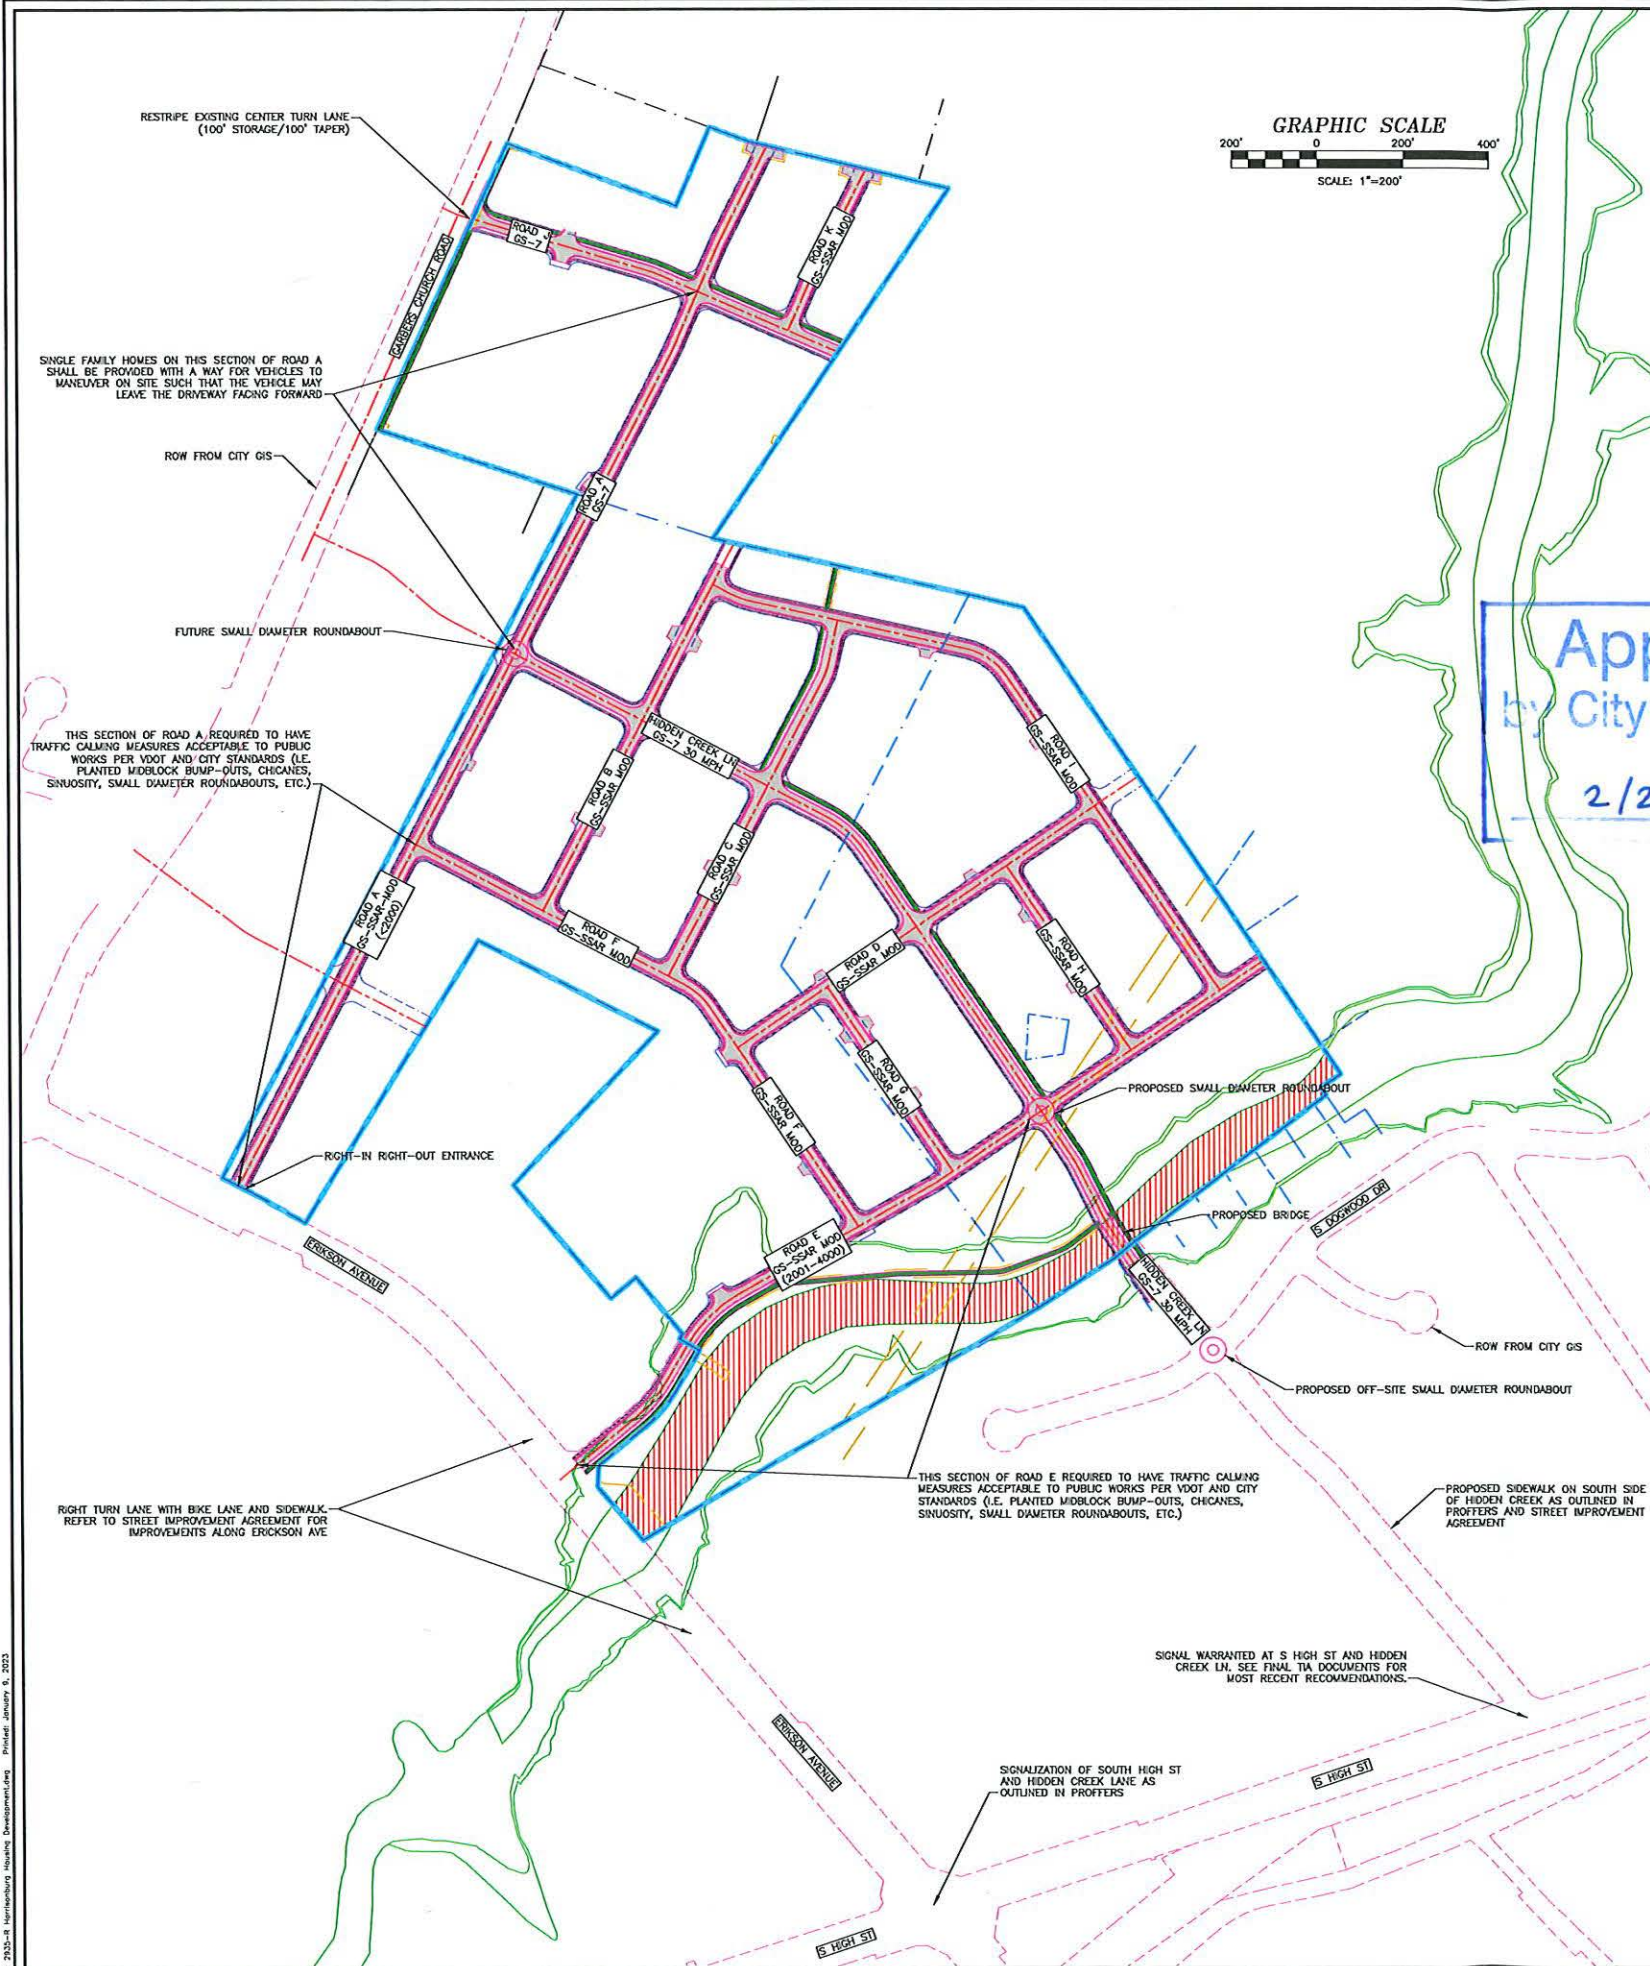 GRAPHIC SCALE
200' 0 200' 400'
SCALE: 1"=200'
RESTRIPE EXISTING CENTER TURN LANE
(100' STORAGE/100' TAPER)
ROAD J
GS-7
ROAD K
GS-SSAR MOD
GARBERS CHURCH ROAD
SINGLE FAMILY HOMES ON THIS SECTION OF ROAD A
SHALL BE PROVIDED WITH A WAY FOR VEHICLES TO
MANEUVER ON SITE SUCH THAT THE VEHICLE MAY
LEAVE THE DRIVEWAY FACING FORWARD
ROW FROM CITY GIS
ROAD A
GS-7
FUTURE SMALL DIAMETER ROUNDABOUT
App
by City
2/2
THIS SECTION OF ROAD A REQUIRED TO HAVE
TRAFFIC CALMING MEASURES ACCEPTABLE TO PUBLIC
WORKS PER VDOT AND CITY STANDARDS (I.E.
PLANTED MIDBLOCK BUMP-OUTS, CHICANES,
SINUOSITY, SMALL DIAMETER ROUNDABOUTS, ETC.)
HIDDEN CREEK LN
GS-7 30 MPH
ROAD I
GS-SSAR MOD
ROAD B
GS-SSAR MOD
ROAD C
GS-SSAR MOD
ROAD A
GS-SSAR-MOD
(<2000)
ROAD F
GS-SSAR MOD
ROAD D
GS-SSAR MOD
ROAD H
GS-SSAR MOD
ROAD G
GS-SSAR MOD
ROAD F
GS-SSAR MOD
PROPOSED SMALL DIAMETER ROUNDABOUT
RIGHT-IN RIGHT-OUT ENTRANCE
PROPOSED BRIDGE
S DOGWOOD DR
ERIKSON AVENUE
ROAD E
GS-SSAR MOD
(2001-4000)
HIDDEN CREEK LN
GS-7 30 MPH
ROW FROM CITY GIS
PROPOSED OFF-SITE SMALL DIAMETER ROUNDABOUT
THIS SECTION OF ROAD E REQUIRED TO HAVE TRAFFIC CALMING
MEASURES ACCEPTABLE TO PUBLIC WORKS PER VDOT AND CITY
STANDARDS (I.E. PLANTED MIDBLOCK BUMP-OUTS, CHICANES,
SINUOSITY, SMALL DIAMETER ROUNDABOUTS, ETC.)
PROPOSED SIDEWALK ON SOUTH SIDE
OF HIDDEN CREEK AS OUTLINED IN
PROFFERS AND STREET IMPROVEMENT
AGREEMENT
RIGHT TURN LANE WITH BIKE LANE AND SIDEWALK.
REFER TO STREET IMPROVEMENT AGREEMENT FOR
IMPROVEMENTS ALONG ERICKSON AVE
SIGNAL WARRANTED AT S HIGH ST AND HIDDEN
CREEK LN. SEE FINAL TIA DOCUMENTS FOR
MOST RECENT RECOMMENDATIONS.
ERIKSON AVENUE
SIGNALIZATION OF SOUTH HIGH ST
AND HIDDEN CREEK LANE AS
OUTLINED IN PROFFERS
S HIGH ST
S HIGH ST
2935-R Harrisonburg Housing Development.dwg Printed: January 9, 2023